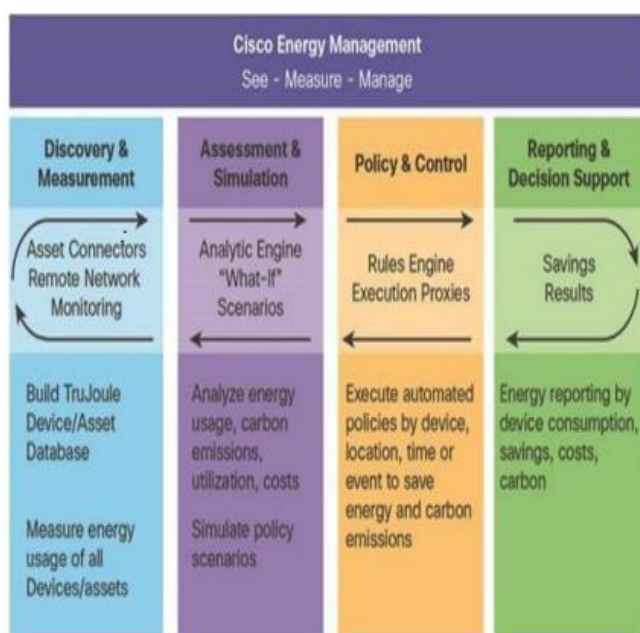 Cisco Energy Management
See - Measure - Manage
Discovery &
Measurement
Asset Connectors
Remote Network
Monitoring
Build TruJoule
Device/Asset
Database
Measure energy
usage of all
Devices/assets
Assessment &
Simulation
Analytic Engine
"What-If"
Scenarios
Analyze energy
usage, carbon
emissions,
utilization, costs
Simulate policy
scenarios
Policy & Control
Rules Engine
Execution Proxies
Execute automated
policies by device,
location, time or
event to save
energy and carbon
emissions
Reporting &
Decision Support
Savings
Results
Energy reporting by
device consumption,
savings, costs,
carbon